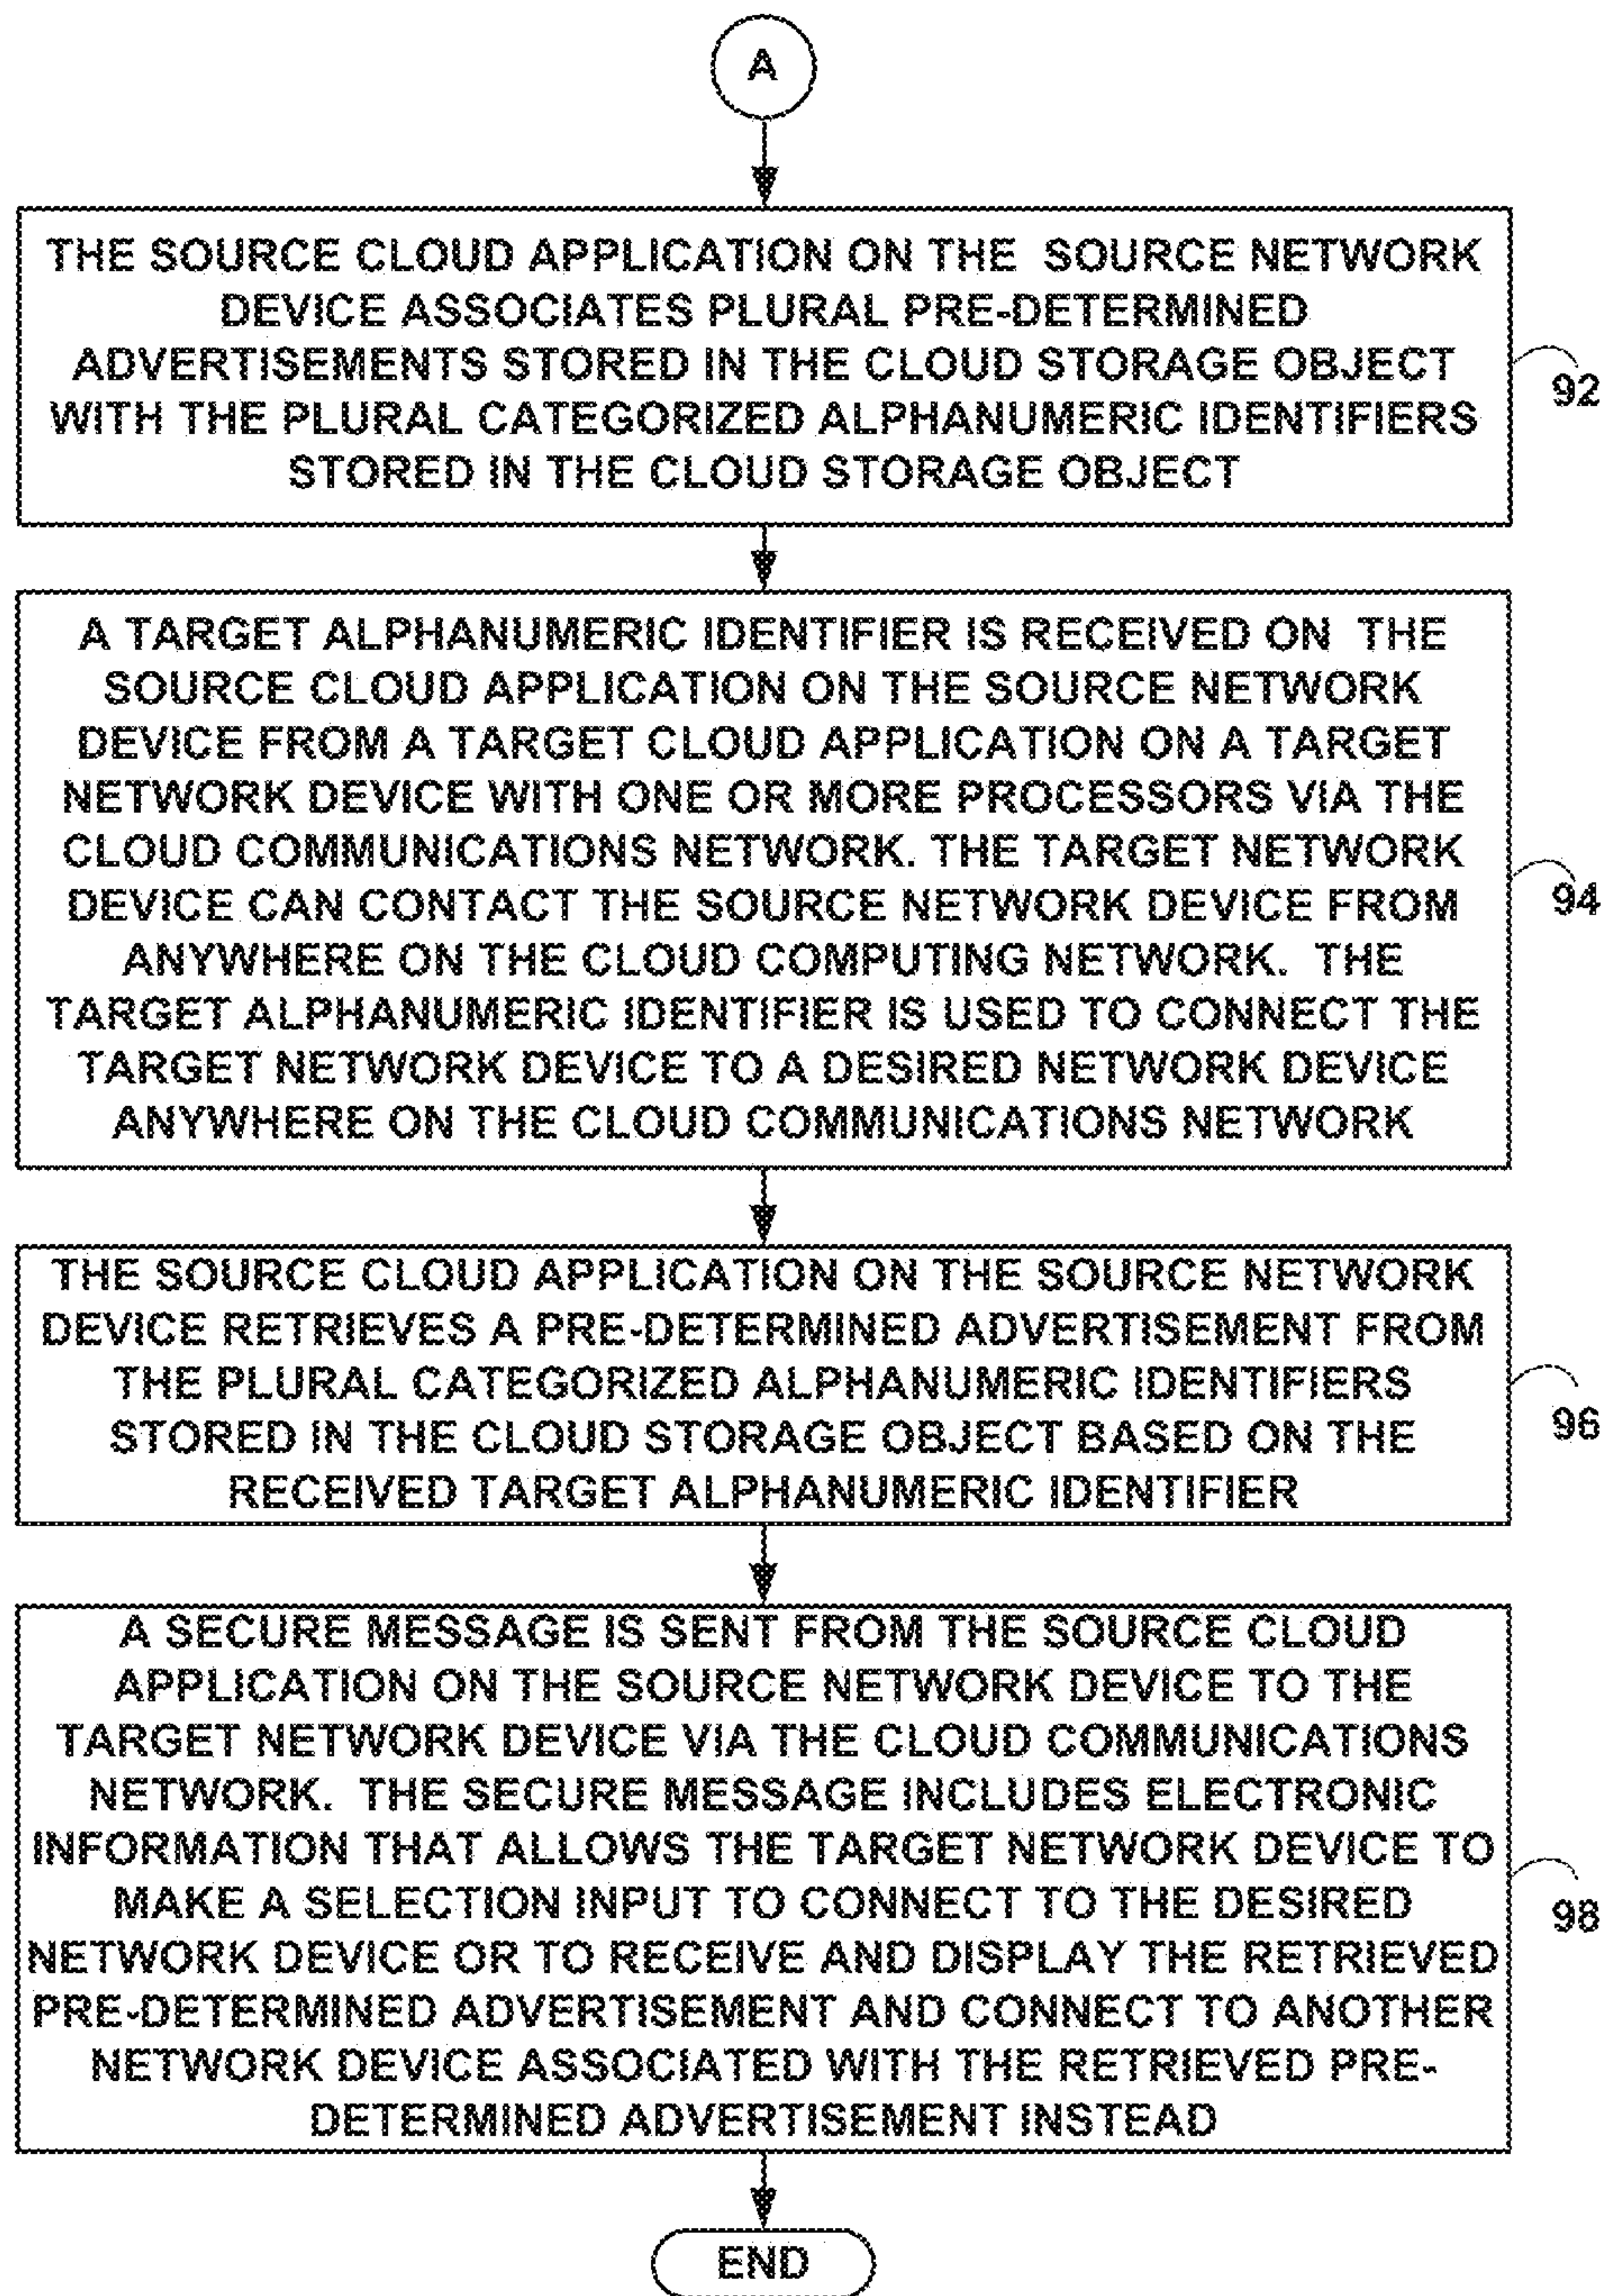 A
THE SOURCE CLOUD APPLICATION ON THE SOURCE NETWORK
DEVICE ASSOCIATES PLURAL PRE-DETERMINED
ADVERTISEMENTS STORED IN THE CLOUD STORAGE OBJECT
WITH THE PLURAL CATEGORIZED ALPHANUMERIC IDENTIFIERS
STORED IN THE CLOUD STORAGE OBJECT
92
A TARGET ALPHANUMERIC IDENTIFIER IS RECEIVED ON THE
SOURCE CLOUD APPLICATION ON THE SOURCE NETWORK
DEVICE FROM A TARGET CLOUD APPLICATION ON A TARGET
NETWORK DEVICE WITH ONE OR MORE PROCESSORS VIA THE
CLOUD COMMUNICATIONS NETWORK. THE TARGET NETWORK
DEVICE CAN CONTACT THE SOURCE NETWORK DEVICE FROM
ANYWHERE ON THE CLOUD COMPUTING NETWORK. THE
TARGET ALPHANUMERIC IDENTIFIER IS USED TO CONNECT THE
TARGET NETWORK DEVICE TO A DESIRED NETWORK DEVICE
ANYWHERE ON THE CLOUD COMMUNICATIONS NETWORK
94
THE SOURCE CLOUD APPLICATION ON THE SOURCE NETWORK
DEVICE RETRIEVES A PRE-DETERMINED ADVERTISEMENT FROM
THE PLURAL CATEGORIZED ALPHANUMERIC IDENTIFIERS
STORED IN THE CLOUD STORAGE OBJECT BASED ON THE
RECEIVED TARGET ALPHANUMERIC IDENTIFIER
96
A SECURE MESSAGE IS SENT FROM THE SOURCE CLOUD
APPLICATION ON THE SOURCE NETWORK DEVICE TO THE
TARGET NETWORK DEVICE VIA THE CLOUD COMMUNICATIONS
NETWORK. THE SECURE MESSAGE INCLUDES ELECTRONIC
INFORMATION THAT ALLOWS THE TARGET NETWORK DEVICE TO
MAKE A SELECTION INPUT TO CONNECT TO THE DESIRED
NETWORK DEVICE OR TO RECEIVE AND DISPLAY THE RETRIEVED
PRE-DETERMINED ADVERTISEMENT AND CONNECT TO ANOTHER
NETWORK DEVICE ASSOCIATED WITH THE RETRIEVED PRE-
DETERMINED ADVERTISEMENT INSTEAD
98
END